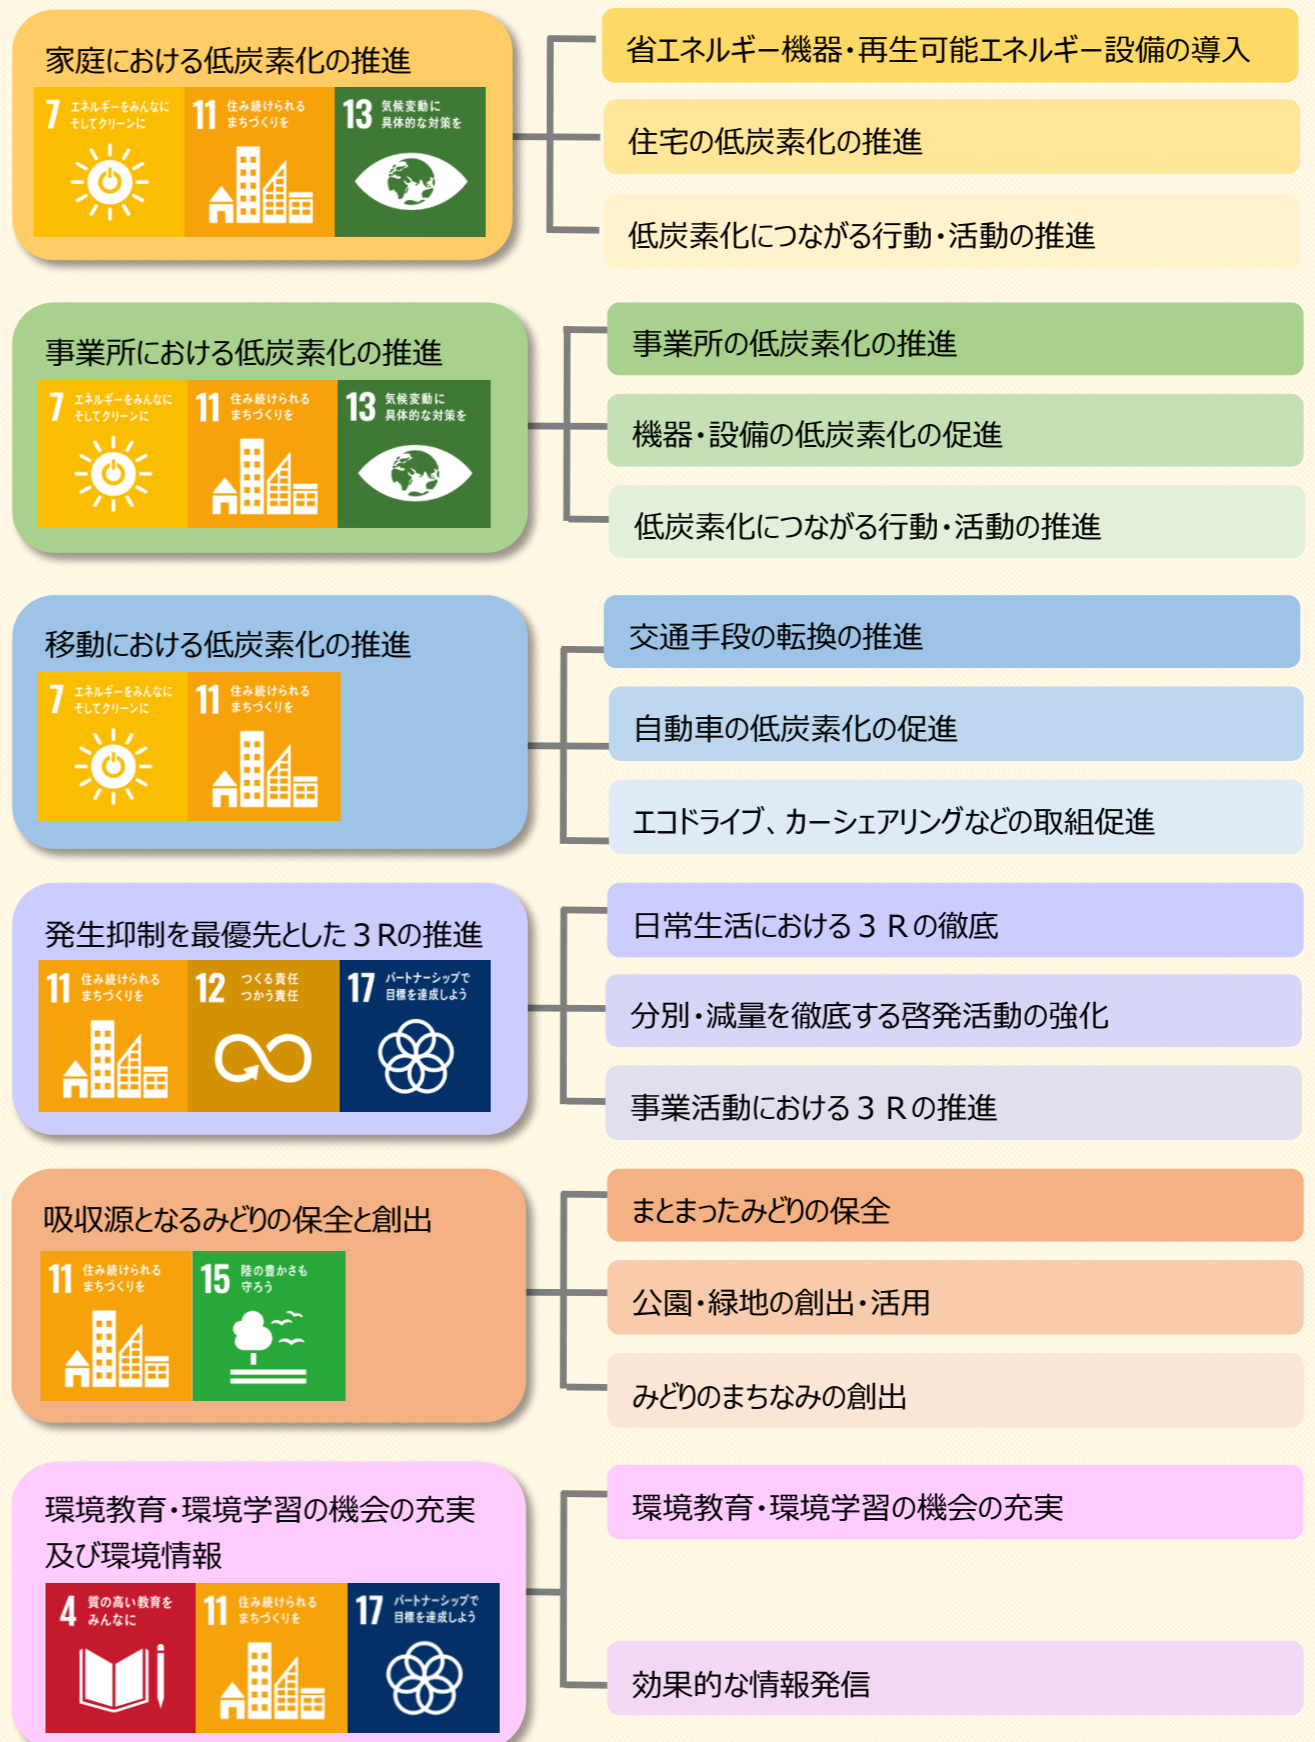 家庭における低炭素化の推進
7 エネルギーをみんなに
そしてクリーンに
11 住み続けられる
まちづくりを
13 気候変動に
具体的な対策を
省エネルギー機器・再生可能エネルギー設備の導入
住宅の低炭素化の推進
低炭素化につながる行動・活動の推進
事業所における低炭素化の推進
7 エネルギーをみんなに
そしてクリーンに
11 住み続けられる
まちづくりを
13 気候変動に
具体的な対策を
事業所の低炭素化の推進
機器・設備の低炭素化の促進
低炭素化につながる行動・活動の推進
移動における低炭素化の推進
7 エネルギーをみんなに
そしてクリーンに
11 住み続けられる
まちづくりを
交通手段の転換の推進
自動車の低炭素化の促進
エコドライブ、カーシェアリングなどの取組促進
発生抑制を最優先とした3Rの推進
11 住み続けられる
まちづくりを
12 つくる責任
つかう責任
17 パートナーシップで
目標を達成しよう
日常生活における3Rの徹底
分別・減量を徹底する啓発活動の強化
事業活動における3Rの推進
吸収源となるみどりの保全と創出
11 住み続けられる
まちづくりを
15 陸の豊かさも
守ろう
まとまったみどりの保全
公園・緑地の創出・活用
みどりのまちなみの創出
環境教育・環境学習の機会の充実
及び環境情報
4 質の高い教育を
みんなに
11 住み続けられる
まちづくりを
17 パートナーシップで
目標を達成しよう
環境教育・環境学習の機会の充実
効果的な情報発信